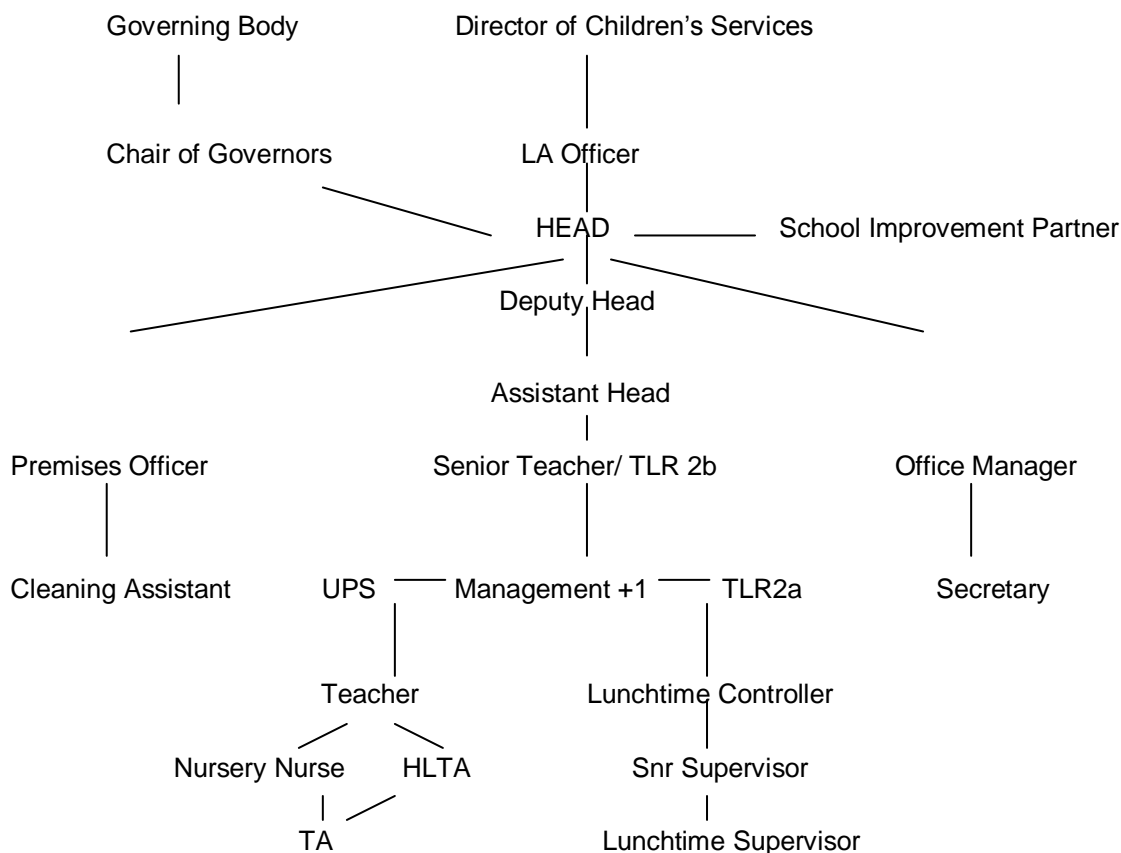 Governing Body Director of Children’s Services
Chair of Governors LA Officer
HEAD School Improvement Partner
Deputy Head
Assistant Head
Premises Officer Senior Teacher/ TLR 2b Office Manager
Cleaning Assistant UPS Management +1 TLR2a Secretary
Teacher Lunchtime Controller
Nursery Nurse HLTA Snr Supervisor
TA Lunchtime Supervisor